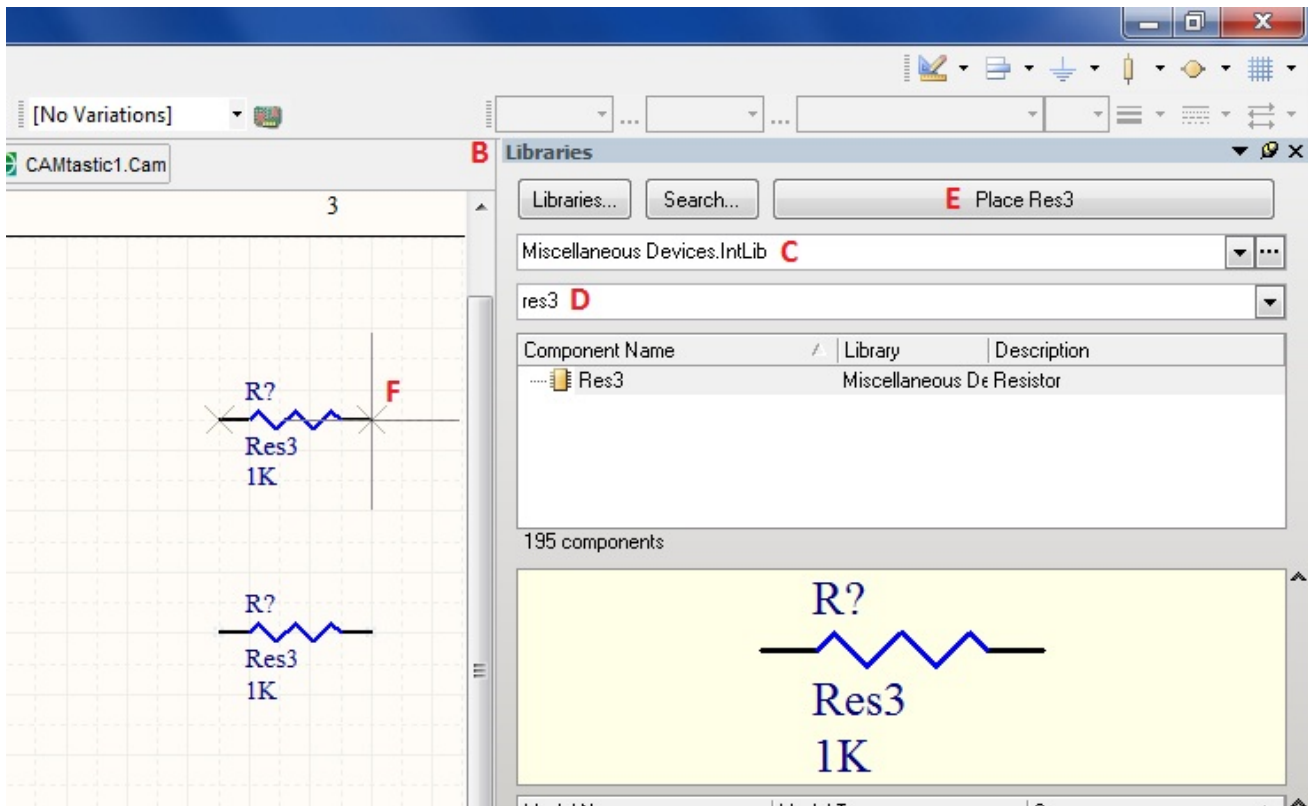 [No Variations]
... ...
CAMtastic1.Cam
B Libraries
3
Libraries... Search... E Place Res3
Miscellaneous Devices.IntLib C ...
res3 D
Component Name Library Description
Res3 Miscellaneous De Resistor
R? F
Res3
1K
195 components
R?
Res3
1K
R?
Res3
1K